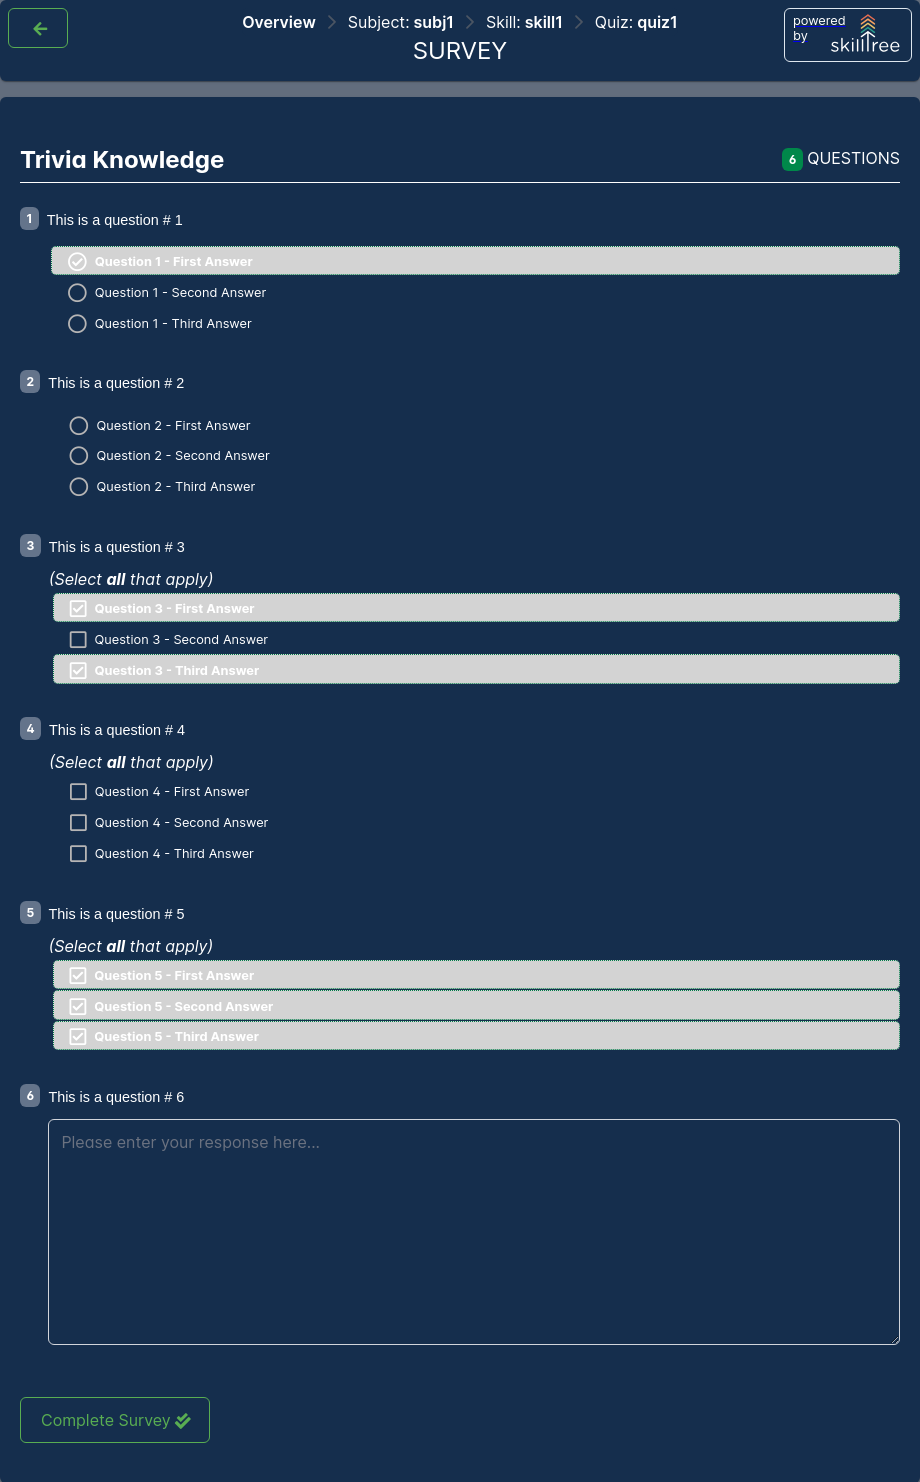 Overview Subject: subj1 Skill: skill1 Quiz: quiz1
SURVEY
powered
by
skilltree
Trivia Knowledge
6 QUESTIONS
1 This is a question # 1
Question 1 - First Answer
Question 1 - Second Answer
Question 1 - Third Answer
2 This is a question # 2
Question 2 - First Answer
Question 2 - Second Answer
Question 2 - Third Answer
3 This is a question # 3
(Select all that apply)
Question 3 - First Answer
Question 3 - Second Answer
Question 3 - Third Answer
4 This is a question # 4
(Select all that apply)
Question 4 - First Answer
Question 4 - Second Answer
Question 4 - Third Answer
5 This is a question # 5
(Select all that apply)
Question 5 - First Answer
Question 5 - Second Answer
Question 5 - Third Answer
6 This is a question # 6
Please enter your response here...
Complete Survey